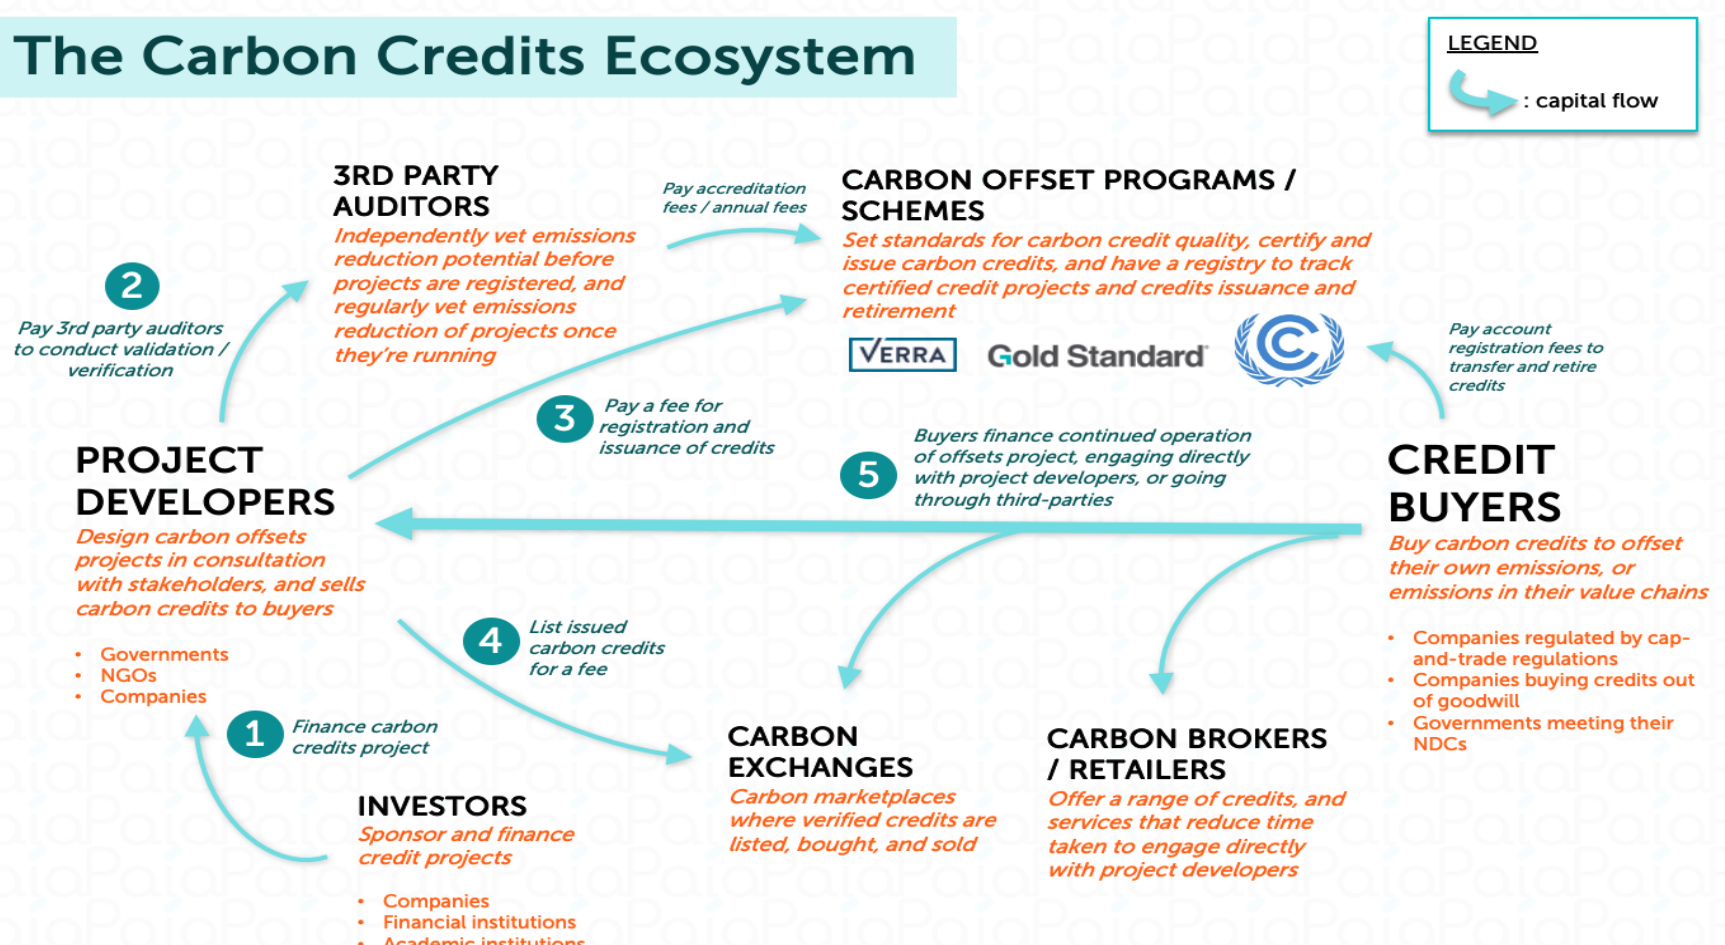 The Carbon Credits Ecosystem
LEGEND
: capital flow
3RD PARTY
AUDITORS
Independently vet emissions
reduction potential before
projects are registered, and
regularly vet emissions
reduction of projects once
they're running
Pay accreditation
fees / annual fees
CARBON OFFSET PROGRAMS /
SCHEMES
Set standards for carbon credit quality, certify and
issue carbon credits, and have a registry to track
certified credit projects and credits issuance and
retirement
VERRA
Gold Standard
2
Pay 3rd party auditors
to conduct validation /
verification
Pay account
registration fees to
transfer and retire
credits
3
Pay a fee for
registration and
issuance of credits
5
Buyers finance continued operation
of offsets project, engaging directly
with project developers, or going
through third-parties
PROJECT
DEVELOPERS
Design carbon offsets
projects in consultation
with stakeholders, and sells
carbon credits to buyers
• Governments
• NGOs
• Companies
CREDIT
BUYERS
Buy carbon credits to offset
their own emissions, or
emissions in their value chains
• Companies regulated by cap-
and-trade regulations
• Companies buying credits out
of goodwill
• Governments meeting their
NDCs
4
List issued
carbon credits
for a fee
1
Finance carbon
credits project
INVESTORS
Sponsor and finance
credit projects
• Companies
• Financial institutions
• Academic institutions
CARBON
EXCHANGES
Carbon marketplaces
where verified credits are
listed, bought, and sold
CARBON BROKERS
/ RETAILERS
Offer a range of credits, and
services that reduce time
taken to engage directly
with project developers